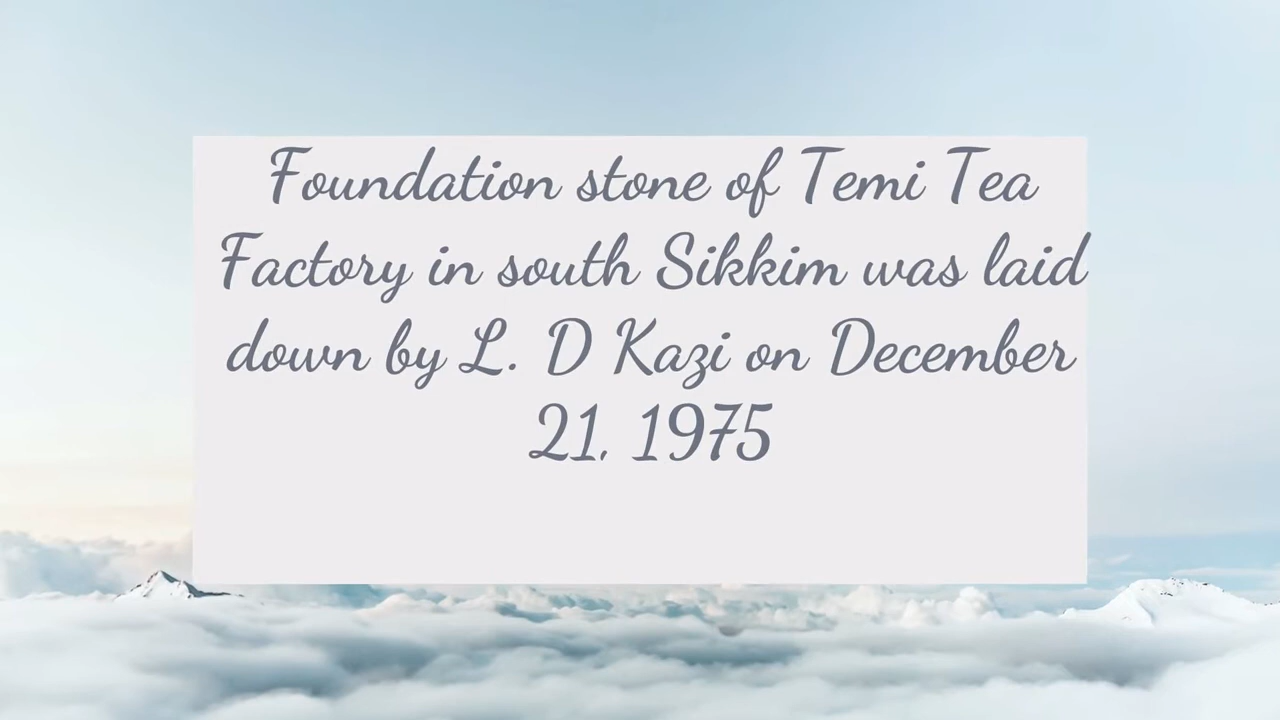 Foundation stone of Temi Tea
Factory in south Sikkim was laid
down by L. D Kazi on December
21, 1975